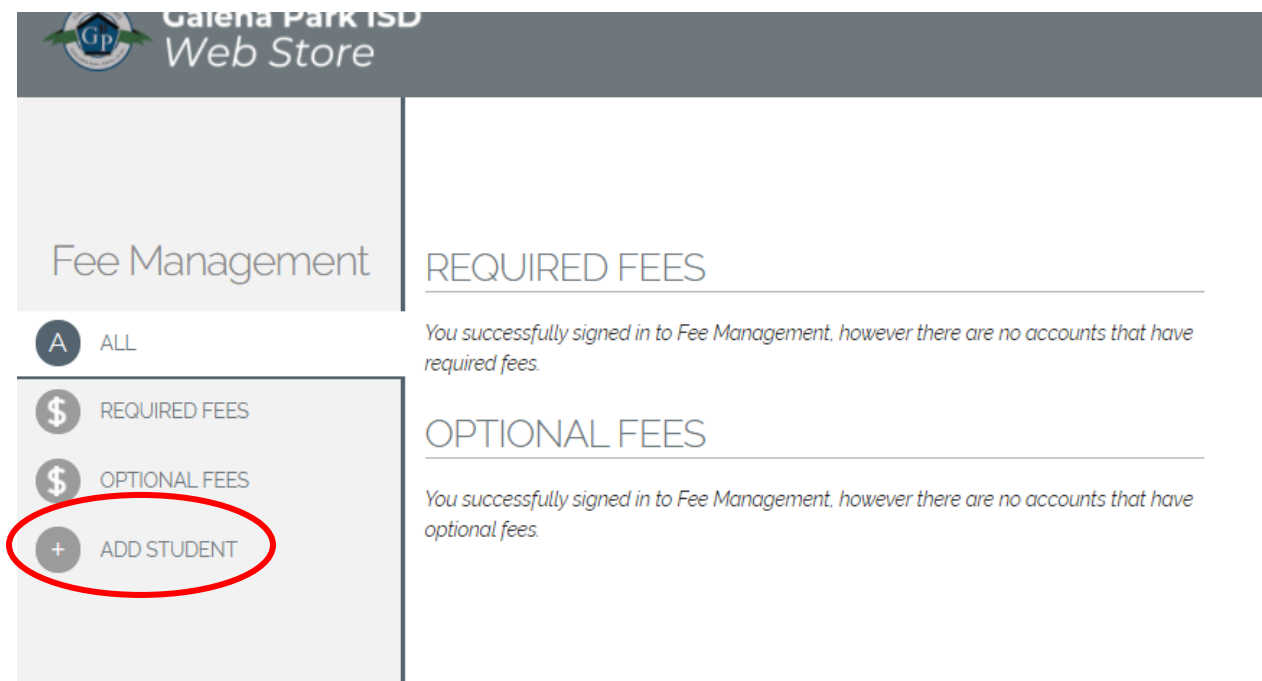 GP
Galena Park ISD
Web Store
Fee Management
A ALL
$ REQUIRED FEES
$ OPTIONAL FEES
+ ADD STUDENT
REQUIRED FEES
You successfully signed in to Fee Management, however there are no accounts that have
required fees.
OPTIONAL FEES
You successfully signed in to Fee Management, however there are no accounts that have
optional fees.